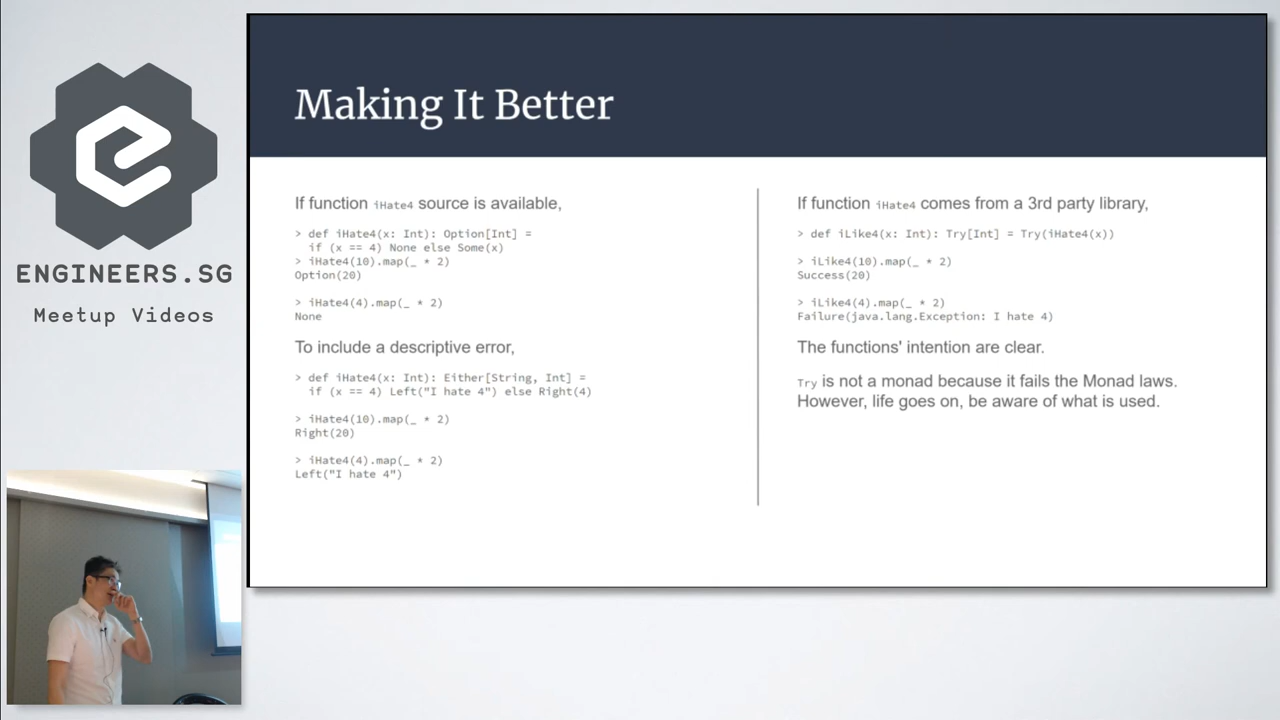 ENGINEERS.SG
Meetup Videos
Making It Better
If function iHate4 source is available,
> def iHate4(x: Int): Option[Int] =
if (x == 4) None else Some(x)
> iHate4(10).map(_ * 2)
Option(20)
> iHate4(4).map(_ * 2)
None
To include a descriptive error,
> def iHate4(x: Int): Either[String, Int] =
if (x == 4) Left("I hate 4") else Right(4)
> iHate4(10).map(_ * 2)
Right(20)
> iHate4(4).map(_ * 2)
Left("I hate 4")
If function iHate4 comes from a 3rd party library,
> def iLike4(x: Int): Try[Int] = Try(iHate4(x))
> iLike4(10).map(_ * 2)
Success(20)
> iLike4(4).map(_ * 2)
Failure(java.lang.Exception: I hate 4)
The functions' intention are clear.
Try is not a monad because it fails the Monad laws.
However, life goes on, be aware of what is used.